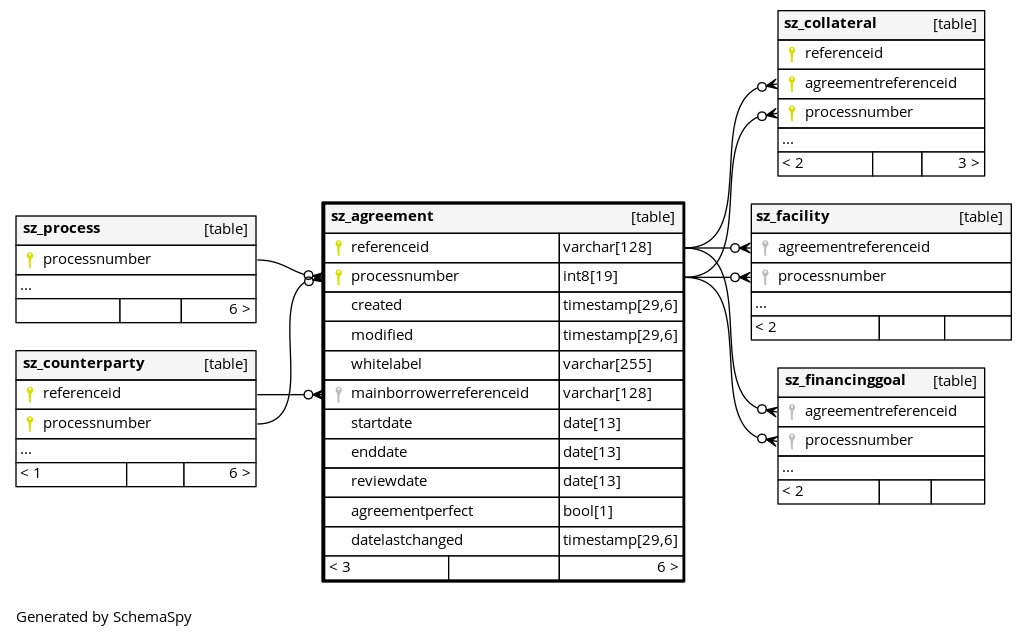 sz_collateral [table]
referenceid
agreementreferenceid
processnumber
...
< 2 3 >
sz_process [table]
processnumber
...
6 >
sz_counterparty [table]
referenceid
processnumber
...
< 1 6 >
sz_agreement [table]
referenceid varchar[128]
processnumber int8[19]
created timestamp[29,6]
modified timestamp[29,6]
whitelabel varchar[255]
mainborrowerreferenceid varchar[128]
startdate date[13]
enddate date[13]
reviewdate date[13]
agreementperfect bool[1]
datelastchanged timestamp[29,6]
< 3 6 >
sz_facility [table]
agreementreferenceid
processnumber
...
< 2
sz_financinggoal [table]
agreementreferenceid
processnumber
...
< 2
Generated by SchemaSpy